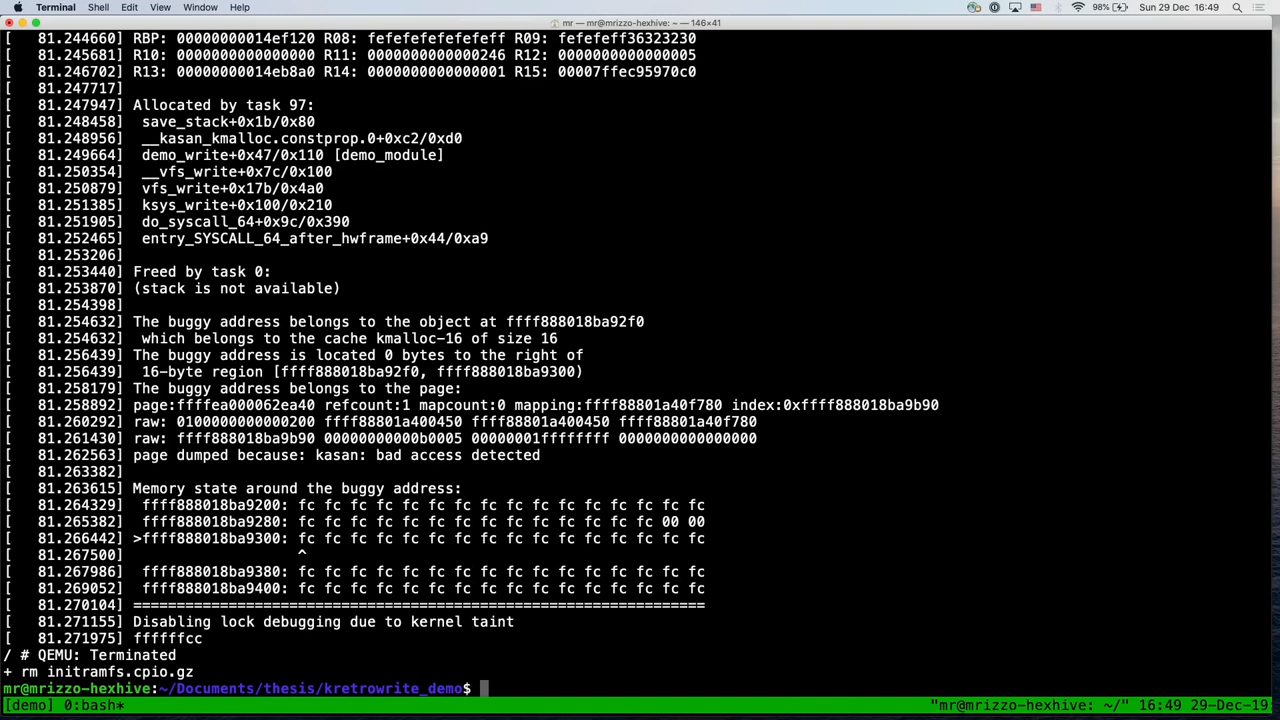 Terminal Shell Edit View Window Help 98% Sun 29 Dec 16:49
mr — mr@mrizzo-hexhive: ~ — 146×41
[   81.244660] RBP: 00000000014ef120 R08: fefefefefefefeff R09: fefefeff36323230
[   81.245681] R10: 0000000000000000 R11: 0000000000000246 R12: 0000000000000005
[   81.246702] R13: 00000000014eb8a0 R14: 0000000000000001 R15: 00007ffec95970c0
[   81.247717]
[   81.247947] Allocated by task 97:
[   81.248458]  save_stack+0x1b/0x80
[   81.248956]  __kasan_kmalloc.constprop.0+0xc2/0xd0
[   81.249664]  demo_write+0x47/0x110 [demo_module]
[   81.250354]  __vfs_write+0x7c/0x100
[   81.250879]  vfs_write+0x17b/0x4a0
[   81.251385]  ksys_write+0x100/0x210
[   81.251905]  do_syscall_64+0x9c/0x390
[   81.252465]  entry_SYSCALL_64_after_hwframe+0x44/0xa9
[   81.253206]
[   81.253440] Freed by task 0:
[   81.253870] (stack is not available)
[   81.254398]
[   81.254632] The buggy address belongs to the object at ffff888018ba92f0
[   81.254632]  which belongs to the cache kmalloc-16 of size 16
[   81.256439] The buggy address is located 0 bytes to the right of
[   81.256439]  16-byte region [ffff888018ba92f0, ffff888018ba9300)
[   81.258179] The buggy address belongs to the page:
[   81.258892] page:ffffea000062ea40 refcount:1 mapcount:0 mapping:ffff88801a40f780 index:0xffff888018ba9b90
[   81.260292] raw: 0100000000000200 ffff88801a400450 ffff88801a400450 ffff88801a40f780
[   81.261430] raw: ffff888018ba9b90 00000000000b0005 00000001ffffffff 0000000000000000
[   81.262563] page dumped because: kasan: bad access detected
[   81.263382]
[   81.263615] Memory state around the buggy address:
[   81.264329]  ffff888018ba9200: fc fc fc fc fc fc fc fc fc fc fc fc fc fc fc fc
[   81.265382]  ffff888018ba9280: fc fc fc fc fc fc fc fc fc fc fc fc fc fc 00 00
[   81.266442] >ffff888018ba9300: fc fc fc fc fc fc fc fc fc fc fc fc fc fc fc fc
[   81.267500]                    ^
[   81.267986]  ffff888018ba9380: fc fc fc fc fc fc fc fc fc fc fc fc fc fc fc fc
[   81.269052]  ffff888018ba9400: fc fc fc fc fc fc fc fc fc fc fc fc fc fc fc fc
[   81.270104] ==================================================================
[   81.271155] Disabling lock debugging due to kernel taint
[   81.271975] ffffffcc
/ # QEMU: Terminated
+ rm initramfs.cpio.gz
mr@mrizzo-hexhive:~/Documents/thesis/kretrowrite_demo$
[demo] 0:bash* "mr@mrizzo-hexhive: ~/" 16:49 29-Dec-19